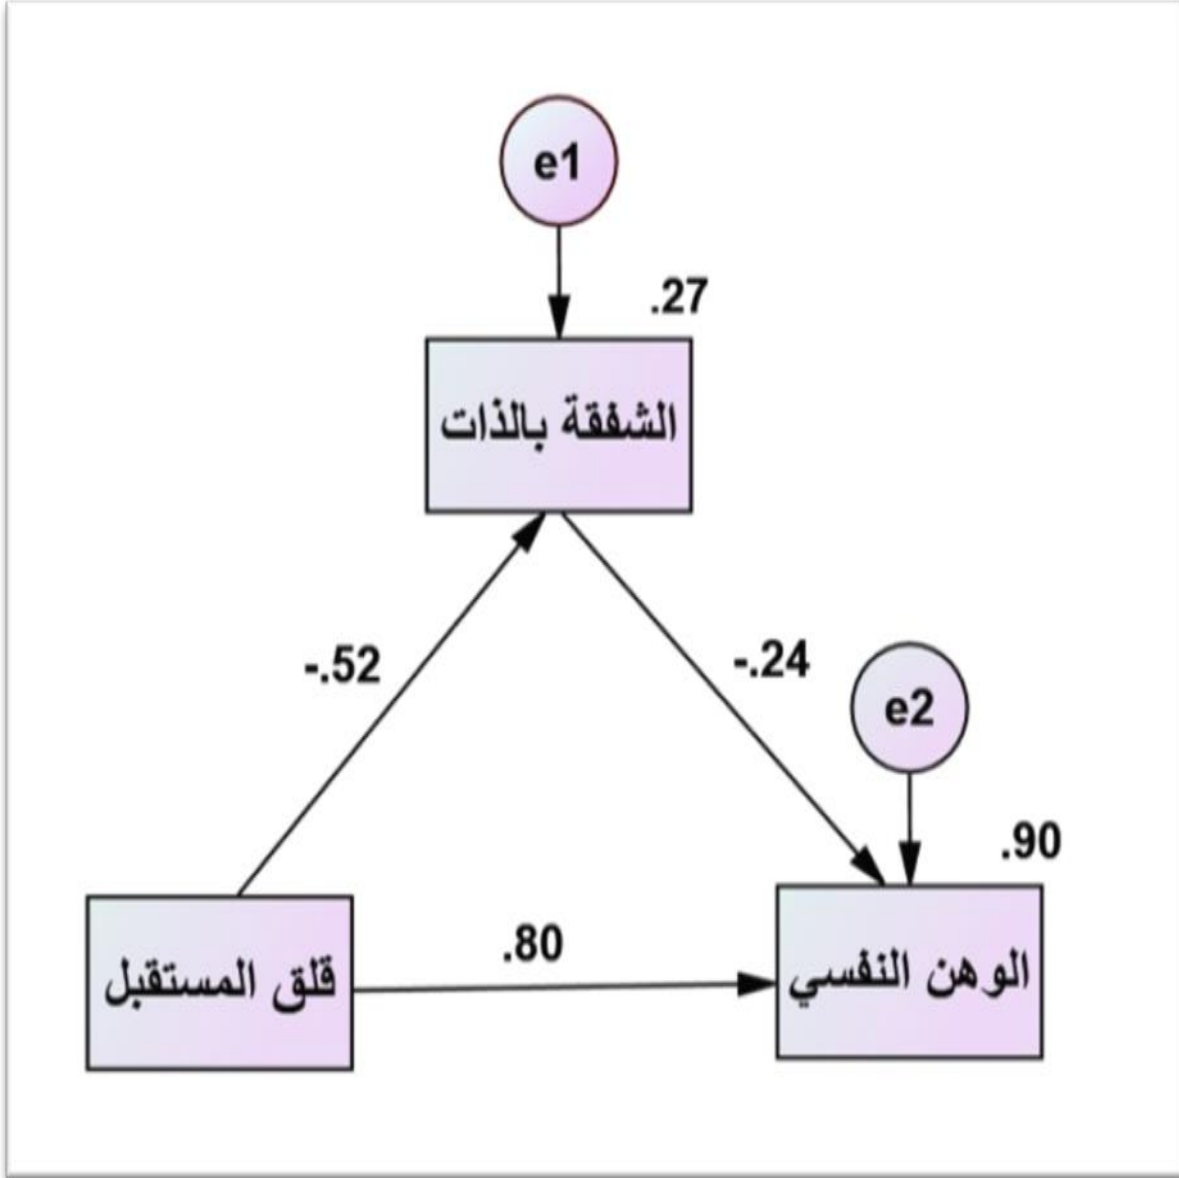 e1
.27
الشفقة بالذات
-.52
-.24
e2
.90
.80
قلق المستقبل
الوهن النفسي